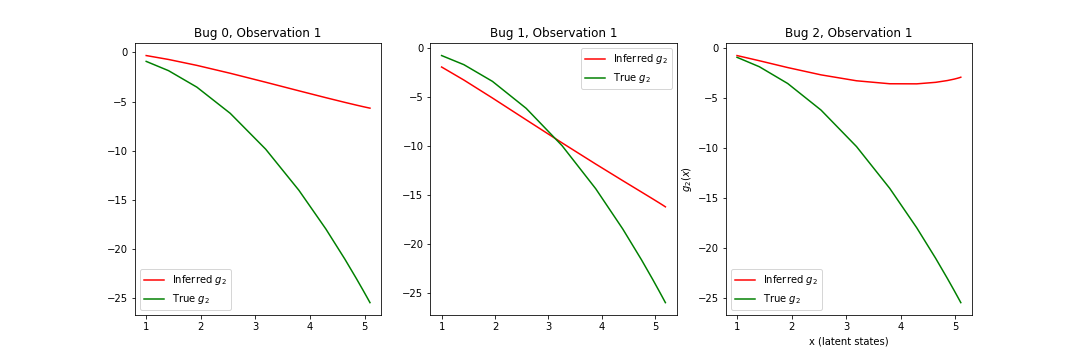 Bug 0, Observation 1
0
−5
−10
−15
−20
−25
1 2 3 4 5
Inferred g₂
True g₂
Bug 1, Observation 1
0
−5
−10
−15
−20
−25
1 2 3 4 5
Inferred g₂
True g₂
Bug 2, Observation 1
g₂(x)
0
−5
−10
−15
−20
−25
1 2 3 4 5
x (latent states)
Inferred g₂
True g₂